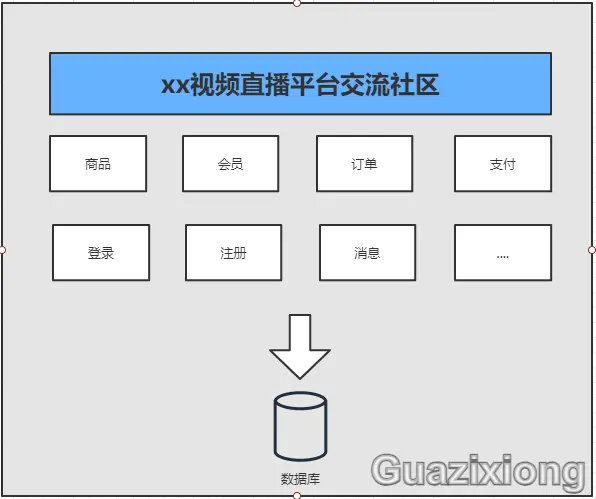 xx视频直播平台交流社区
商品
会员
订单
支付
登录
注册
消息
....
数据库
Guazixiong